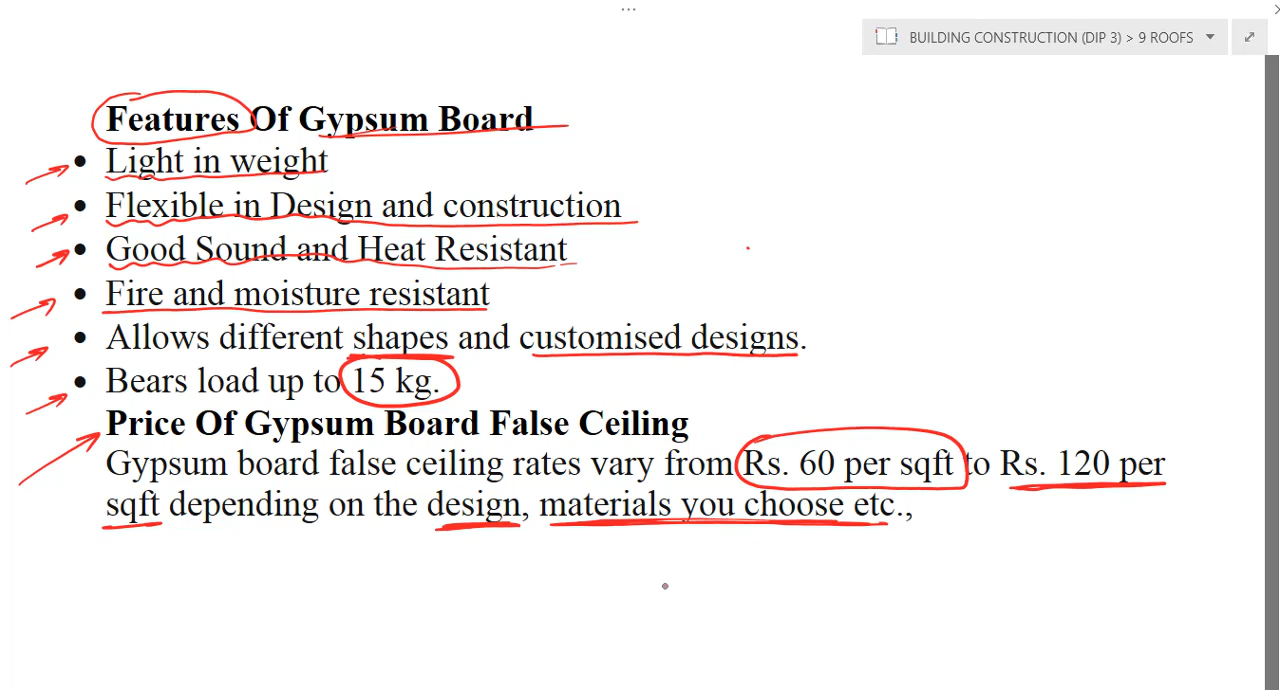 ...
BUILDING CONSTRUCTION (DIP 3) > 9 ROOFS
Features Of Gypsum Board
• Light in weight
• Flexible in Design and construction
• Good Sound and Heat Resistant
• Fire and moisture resistant
• Allows different shapes and customised designs.
• Bears load up to 15 kg.
Price Of Gypsum Board False Ceiling
Gypsum board false ceiling rates vary from Rs. 60 per sqft to Rs. 120 per
sqft depending on the design, materials you choose etc.,